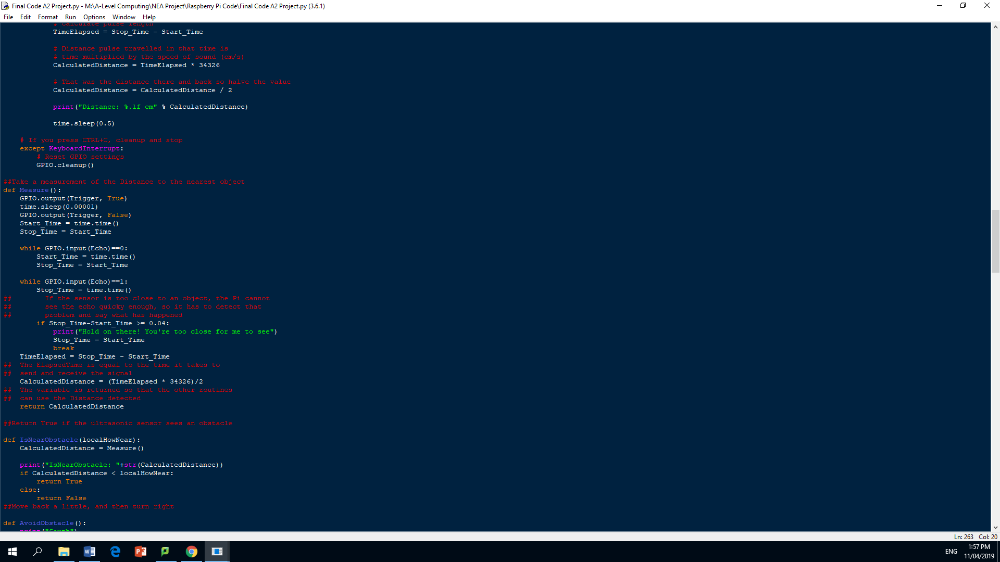 Final Code A2 Project.py - M:\A-Level Computing\NEA Project\Raspberry Pi Code\Final Code A2 Project.py (3.6.1)
File Edit Format Run Options Window Help
# Calculate pulse length
TimeElapsed = Stop_Time - Start_Time
# Distance pulse travelled in that time is
# time multiplied by the speed of sound (cm/s)
CalculatedDistance = TimeElapsed * 34326
# That was the distance there and back so halve the value
CalculatedDistance = CalculatedDistance / 2
print("Distance: %.1f cm" % CalculatedDistance)
time.sleep(0.5)
# If you press CTRL+C, cleanup and stop
except KeyboardInterrupt:
# Reset GPIO settings
GPIO.cleanup()
##Take a measurement of the Distance to the nearest object
def Measure():
GPIO.output(Trigger, True)
time.sleep(0.00001)
GPIO.output(Trigger, False)
Start_Time = time.time()
Stop_Time = Start_Time
while GPIO.input(Echo)==0:
Start_Time = time.time()
Stop_Time = Start_Time
while GPIO.input(Echo)==1:
Stop_Time = time.time()
## If the sensor is too close to an object, the Pi cannot
## see the echo quicky enough, so it has to detect that
## problem and say what has happened
if Stop_Time-Start_Time >= 0.04:
print("Hold on there! You're too close for me to see")
Stop_Time = Start_Time
break
TimeElapsed = Stop_Time - Start_Time
## The ElapsedTime is equal to the time it takes to
## send and receive the signal
CalculatedDistance = (TimeElapsed * 34326)/2
## The variable is returned so that the other routines
## can use the Distance detected
return CalculatedDistance
##Return True if the ultrasonic sensor sees an obstacle
def IsNearObstacle(localHowNear):
CalculatedDistance = Measure()
print("IsNearObstacle: "+str(CalculatedDistance))
if CalculatedDistance < localHowNear:
return True
else:
return False
##Move back a little, and then turn right
def AvoidObstacle():
print("South")
Ln: 263 Col: 20
ENG
1:57 PM
11/04/2019